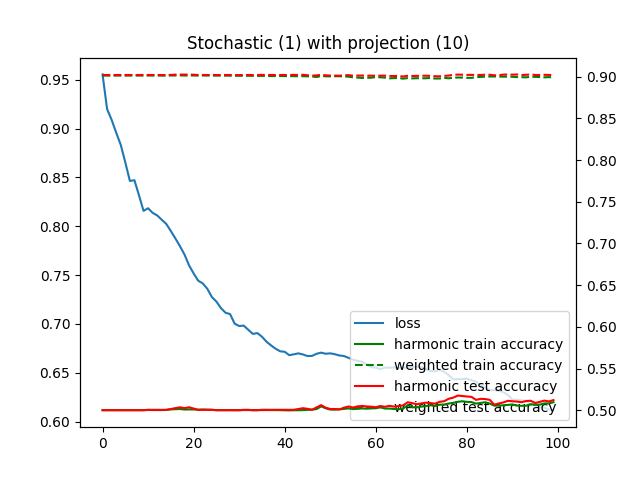 Stochastic (1) with projection (10)
0.95
0.90
0.85
0.80
0.75
0.70
0.65
0.60
0.90
0.85
0.80
0.75
0.70
0.65
0.60
0.55
0.50
loss
harmonic train accuracy
weighted train accuracy
harmonic test accuracy
weighted test accuracy
0 20 40 60 80 100